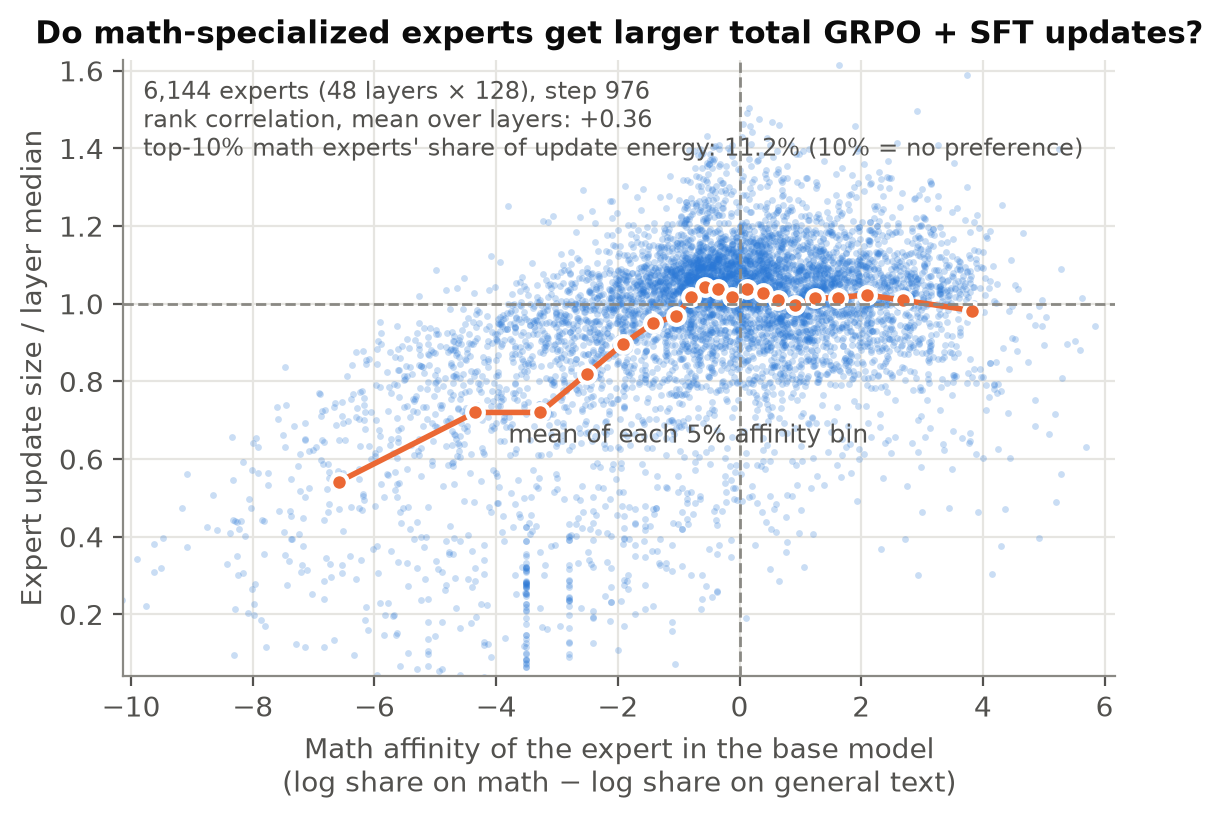 Do math-specialized experts get larger total GRPO + SFT updates?
6,144 experts (48 layers × 128), step 976
rank correlation, mean over layers: +0.36
top-10% math experts' share of update energy: 11.2% (10% = no preference)
mean of each 5% affinity bin
Expert update size / layer median
1.6
1.4
1.2
1.0
0.8
0.6
0.4
0.2
−10
−8
−6
−4
−2
0
2
4
6
Math affinity of the expert in the base model
(log share on math − log share on general text)